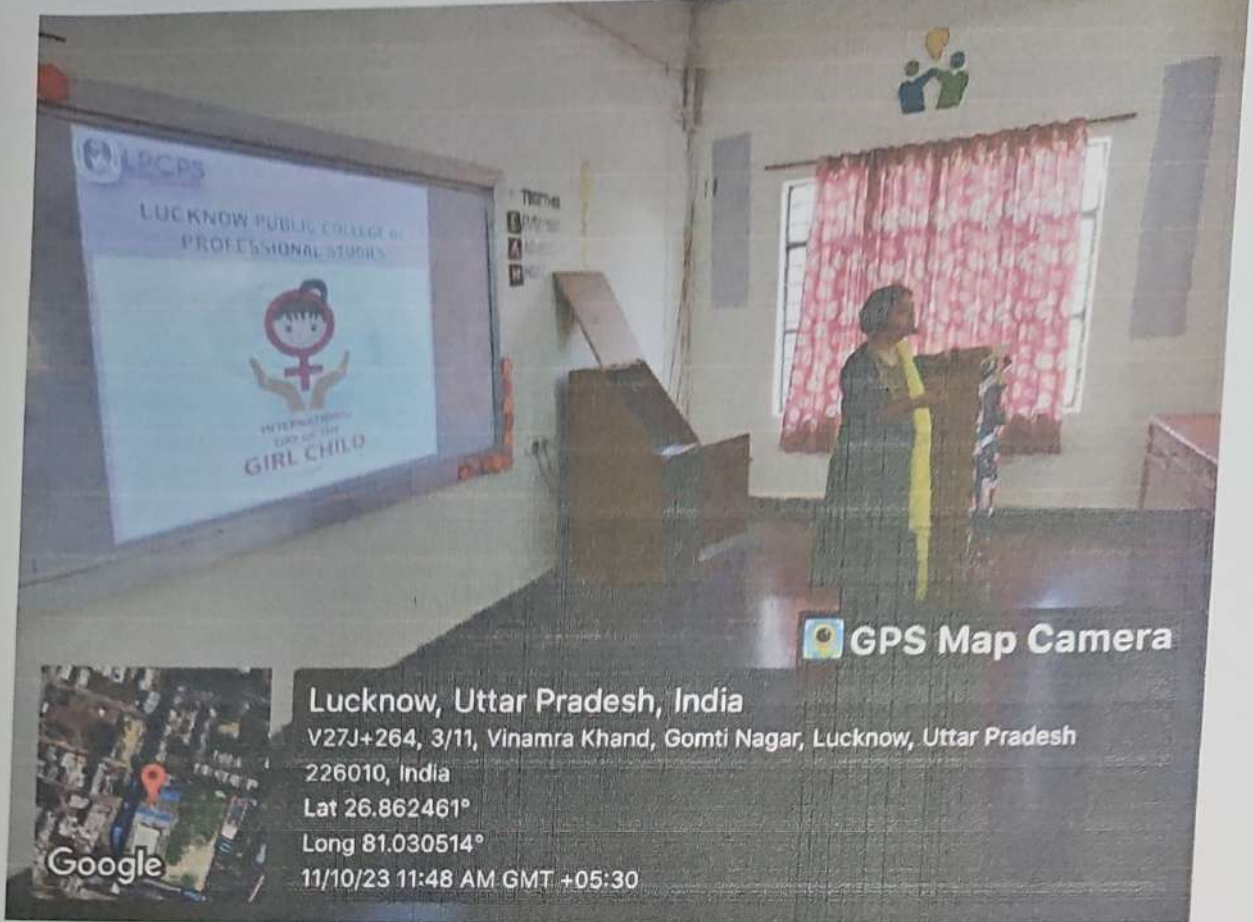 LPCPS
LUCKNOW PUBLIC COLLEGE of
PROFESSIONAL STUDIES
INTERNATIONAL
DAY OF THE
GIRL CHILD
TOGETHER
E
A
M
GPS Map Camera
Lucknow, Uttar Pradesh, India
V27J+264, 3/11, Vinamra Khand, Gomti Nagar, Lucknow, Uttar Pradesh
226010, India
Lat 26.862461°
Long 81.030514°
11/10/23 11:48 AM GMT +05:30
Google